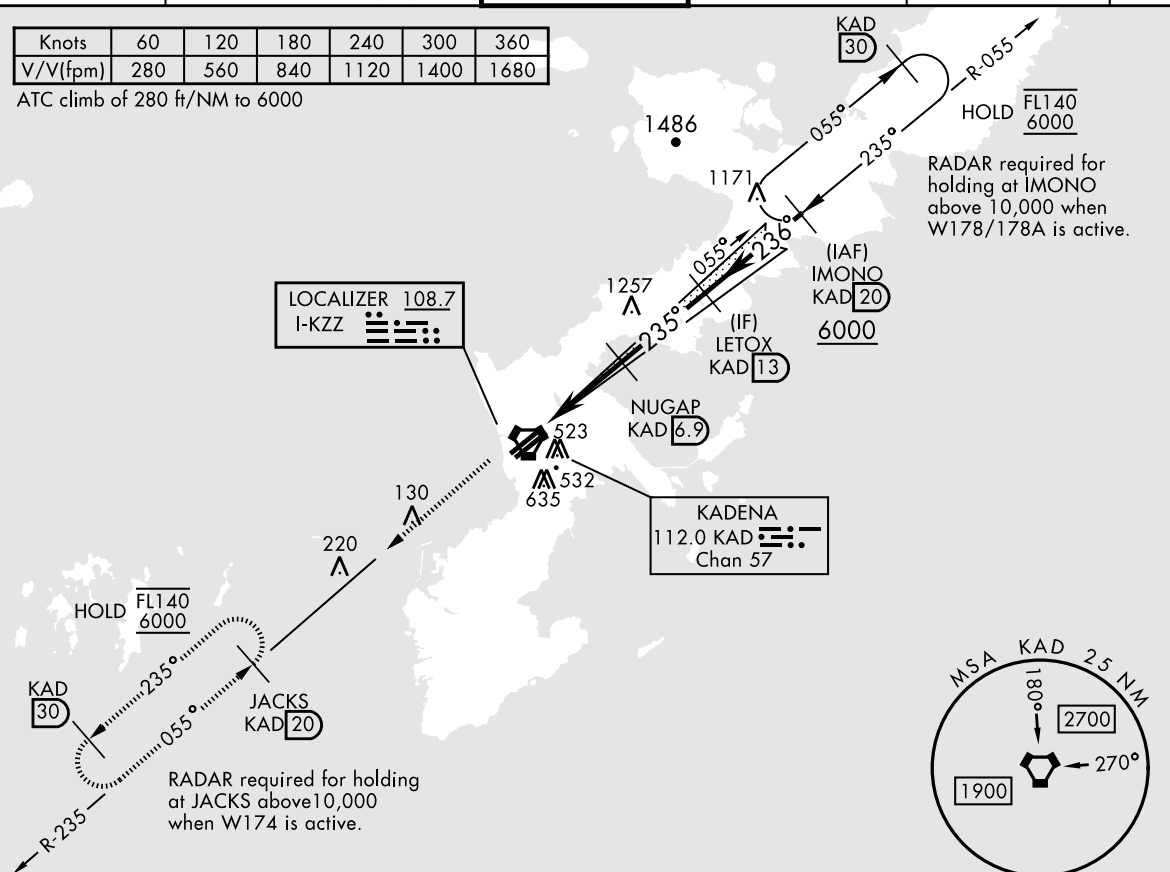 Knots 60 120 180 240 300 360
V/V(fpm) 280 560 840 1120 1400 1680
ATC climb of 280 ft/NM to 6000
KAD
30
R-055
HOLD FL140
6000
055°
235°
1486
1171
RADAR required for
holding at IMONO
above 10,000 when
W178/178A is active.
055°
236°
(IAF)
IMONO
KAD 20
6000
1257
LOCALIZER 108.7
I-KZZ
235°
(IF)
LETOX
KAD 13
NUGAP
KAD 6.9
523
532
635
KADENA
112.0 KAD
Chan 57
130
220
HOLD FL140
6000
235°
055°
KAD
30
JACKS
KAD 20
RADAR required for holding
at JACKS above10,000
when W174 is active.
R-235
MSA KAD 25 NM
180°
2700
270°
1900